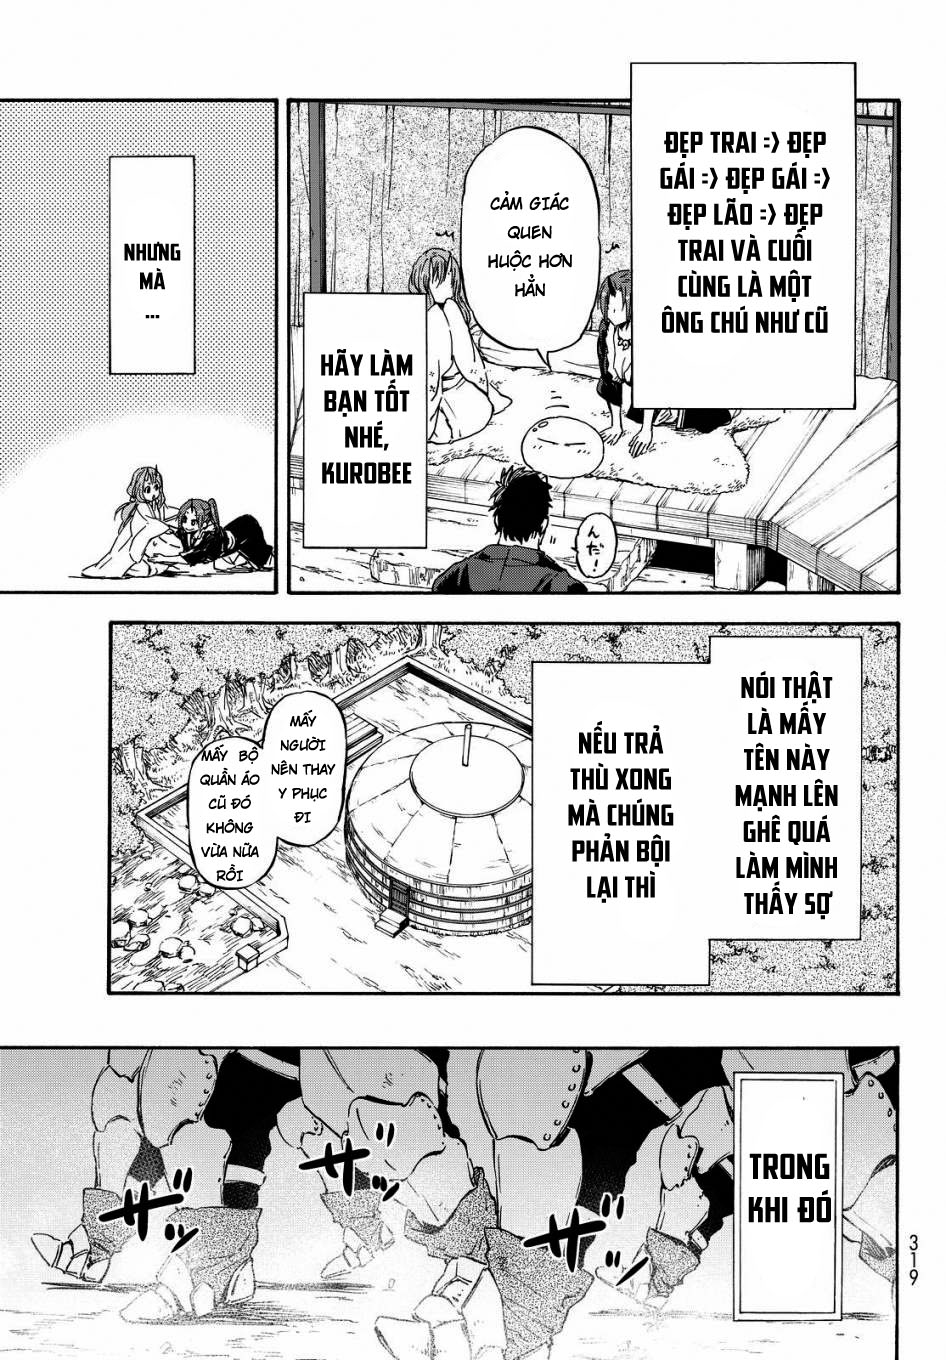 ĐẸP TRAI => ĐẸP
GÁI => ĐẸP GÁI =>
ĐẸP LÃO => ĐẸP
TRAI VÀ CUỐI
CÙNG LÀ MỘT
ÔNG CHÚ NHƯ CŨ
CẢM GIÁC
QUEN
HUỘC HƠN
HẲN
HÃY LÀM
BẠN TỐT
NHÉ,
KUROBEE
んだ!
NHƯNG
MÀ
...
NÓI THẬT
LÀ MẤY
TÊN NÀY
MẠNH LÊN
GHÊ QUÁ
LÀM MÌNH
THẤY SỢ
NẾU TRẢ
THÙ XONG
MÀ CHÚNG
PHẢN BỘI
LẠI THÌ
MẤY
NGƯỜI
NÊN THAY
Y PHỤC
ĐI
MẤY BỘ
QUẦN ÁO
CŨ ĐÓ
KHÔNG
VỪA NỮA
RỒI
TRONG
KHI ĐÓ
ザッ
ザッ
ザッ
319